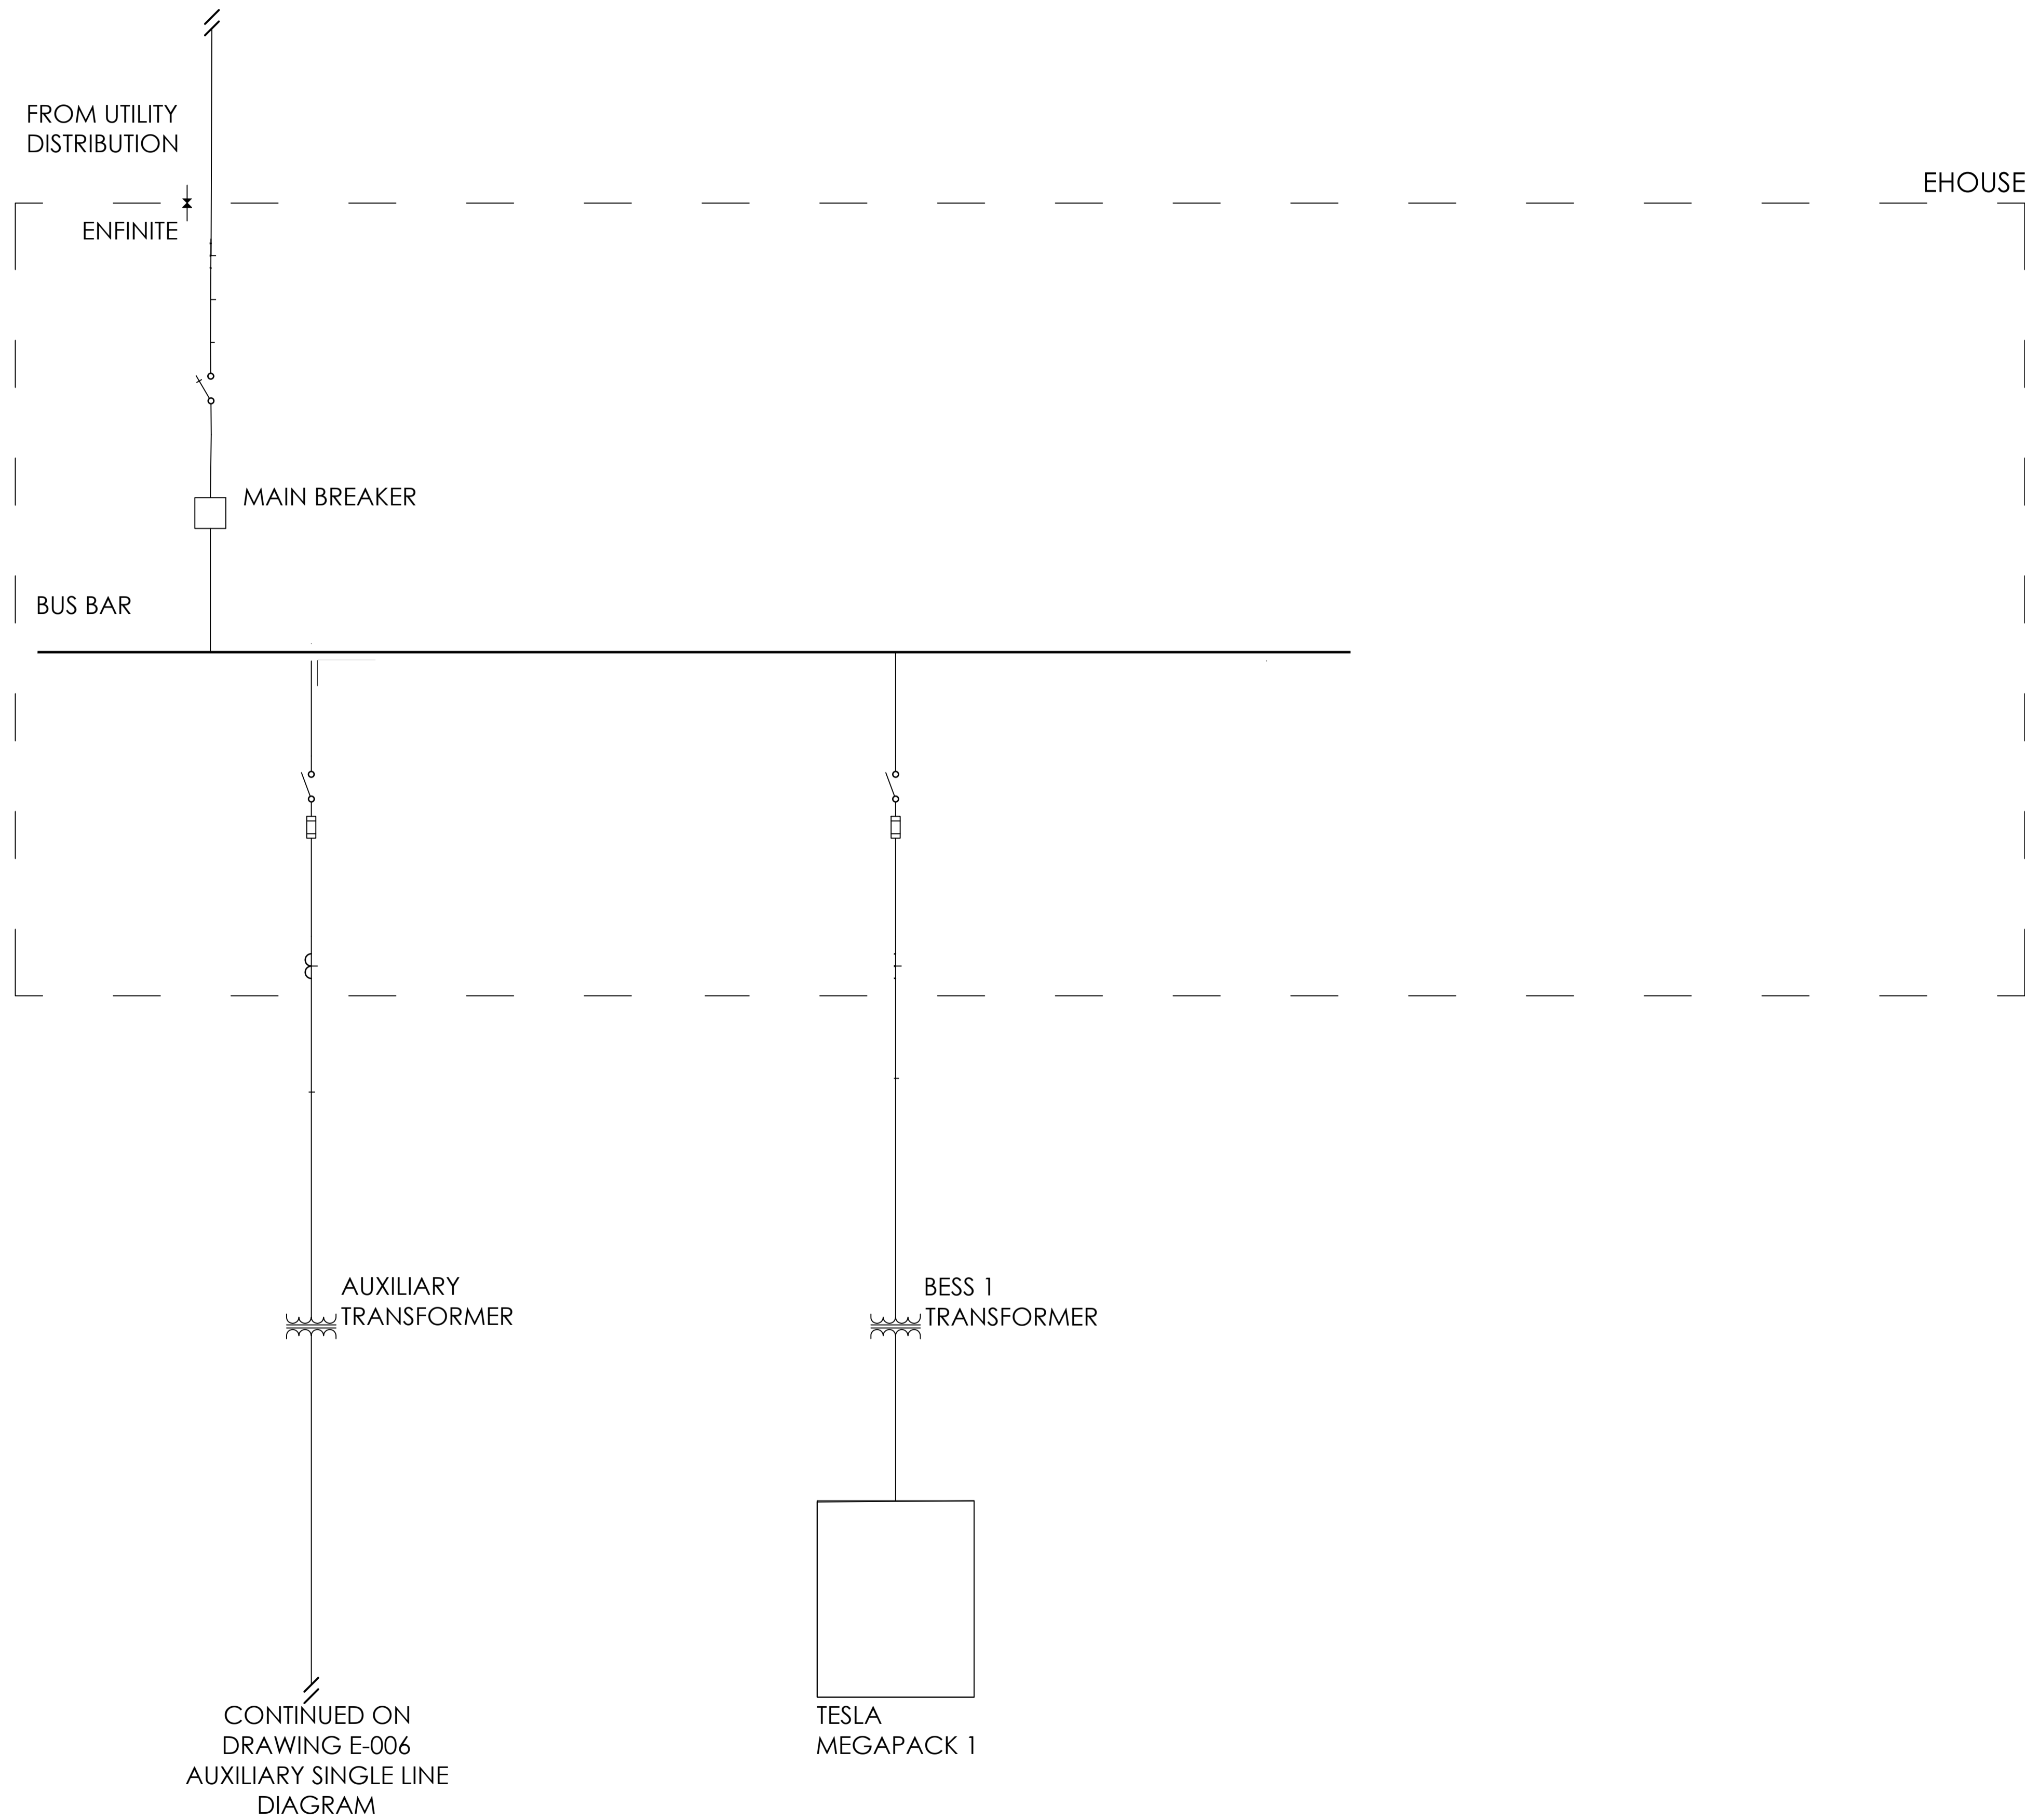 FROM UTILITY
DISTRIBUTION
EHOUSE
ENFINITE
MAIN BREAKER
BUS BAR
AUXILIARY
TRANSFORMER
BESS 1
TRANSFORMER
CONTINUED ON
DRAWING E-006
AUXILIARY SINGLE LINE
DIAGRAM
TESLA
MEGAPACK 1